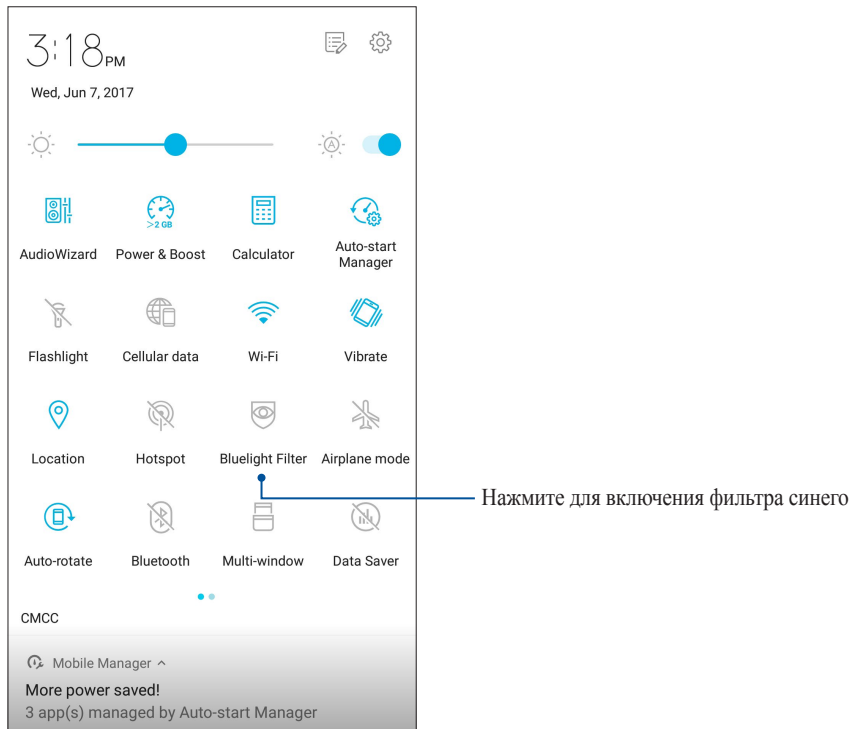 3:18PM
Wed, Jun 7, 2017
A
>2 GB
AudioWizard Power & Boost Calculator Auto-start
Manager
Flashlight Cellular data Wi-Fi Vibrate
Location Hotspot Bluelight Filter Airplane mode
Нажмите для включения фильтра синего
Auto-rotate Bluetooth Multi-window Data Saver
CMCC
Mobile Manager
More power saved!
3 app(s) managed by Auto-start Manager